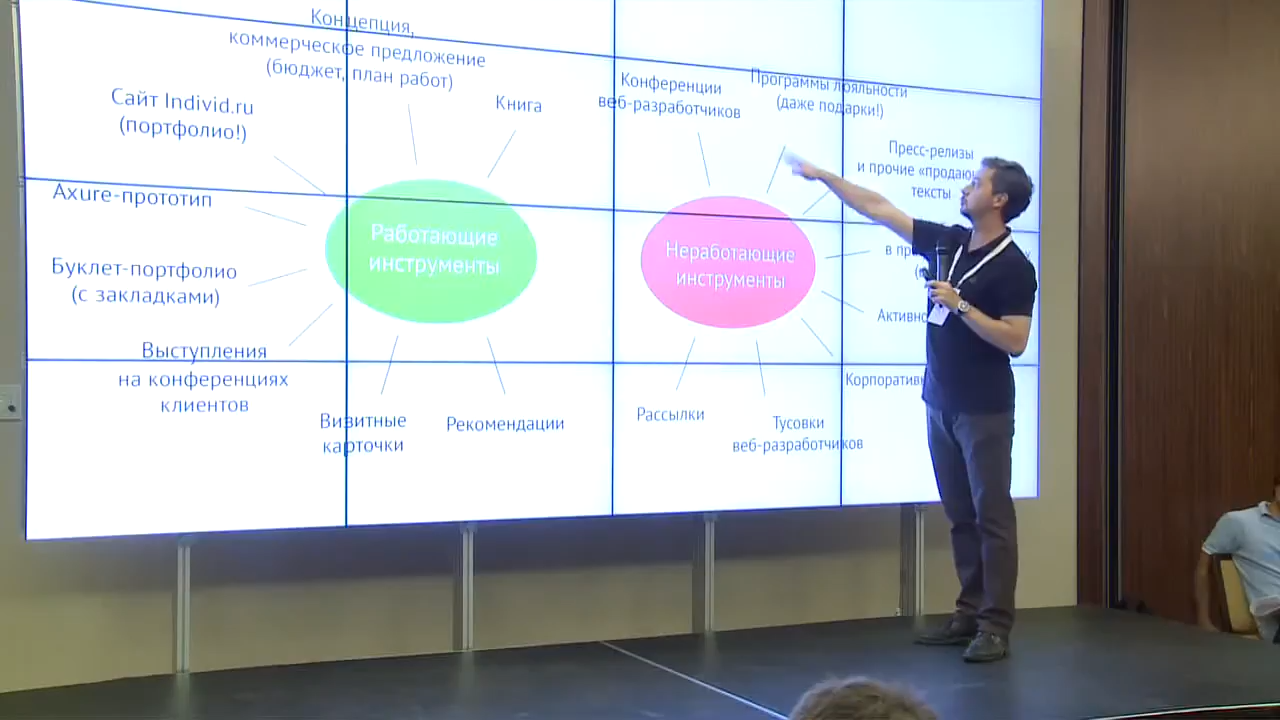 Концепция,
коммерческое предложение
(бюджет, план работ)
Сайт Individ.ru
(портфолио!)
Книга
Axure-прототип
Буклет-портфолио
(с закладками)
Выступления
на конференциях
клиентов
Визитные
карточки
Рекомендации
Работающие
инструменты
Конференции
веб-разработчиков
Программы лояльности
(даже подарки!)
Пресс-релизы
и прочие
тексты
Неработающие
инструменты
Рассылки
Тусовки
веб-разработчиков